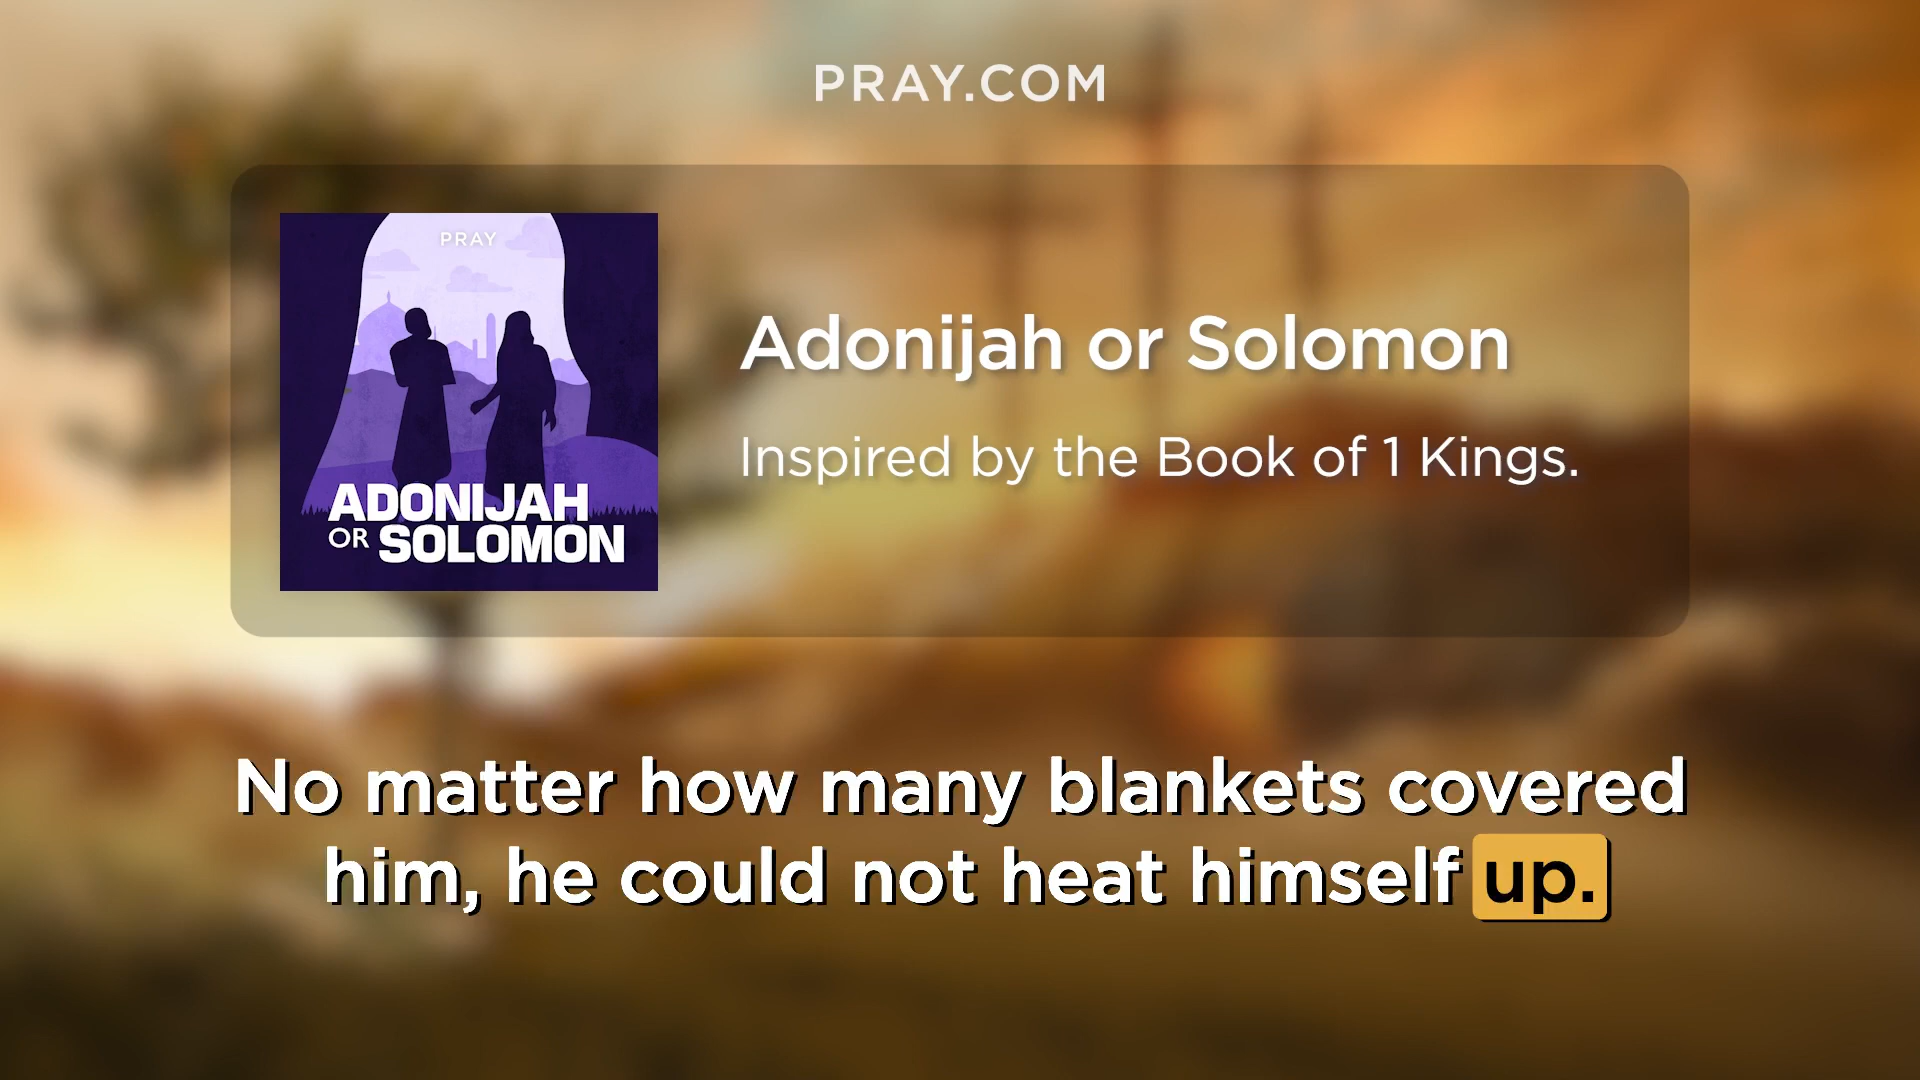 PRAY.COM
PRAY
ADONIJAH
OR SOLOMON
Adonijah or Solomon
Inspired by the Book of 1 Kings.
No matter how many blankets covered
him, he could not heat himself up.